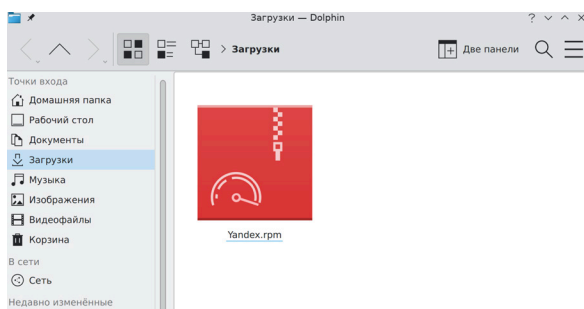 Загрузки — Dolphin
> Загрузки
Две панели
Точки входа
Домашняя папка
Рабочий стол
Документы
Загрузки
Музыка
Изображения
Видеофайлы
Корзина
В сети
Сеть
Недавно изменённые
Yandex.rpm